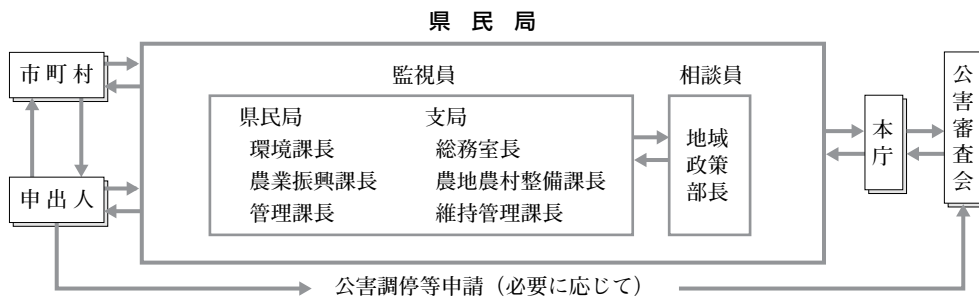 県民局
市町村
申出人
監視員
県民局
環境課長
農業振興課長
管理課長
支局
総務室長
農地農村整備課長
維持管理課長
相談員
地域
政策
部長
本庁
公害審査会
公害調停等申請（必要に応じて）